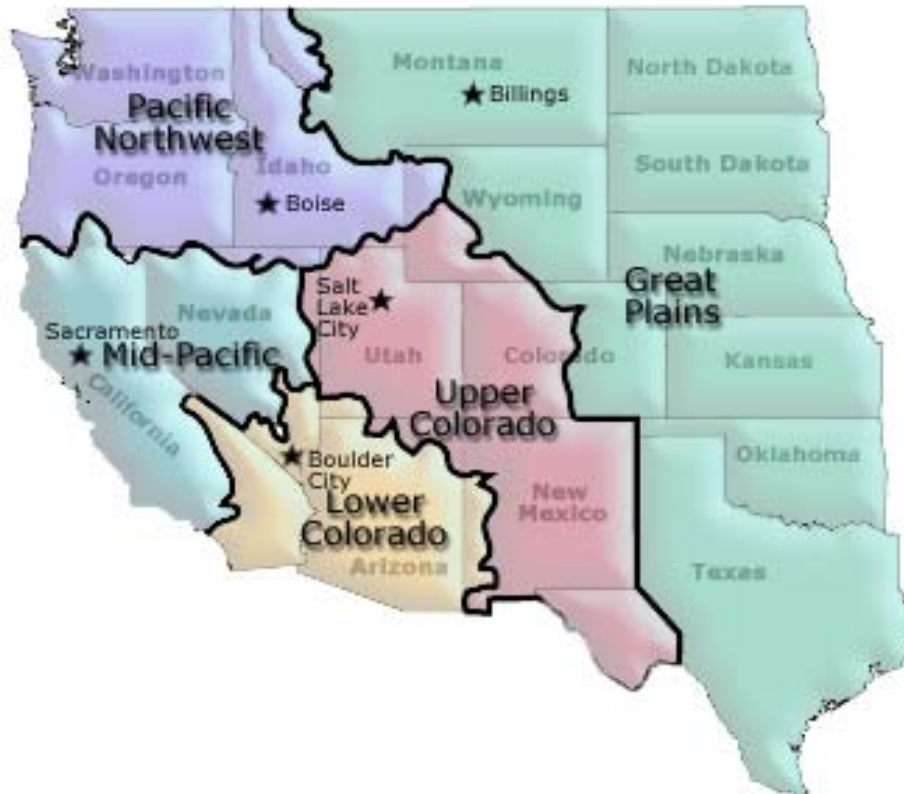 Washington
Pacific
Northwest
Oregon
Idaho
Boise
Montana
Billings
North Dakota
South Dakota
Wyoming
Nebraska
Great
Plains
Salt
Lake
City
Nevada
Sacramento
Mid-Pacific
California
Utah
Colorado
Kansas
Upper
Colorado
Boulder
City
Lower
Colorado
Arizona
New
Mexico
Oklahoma
Texas